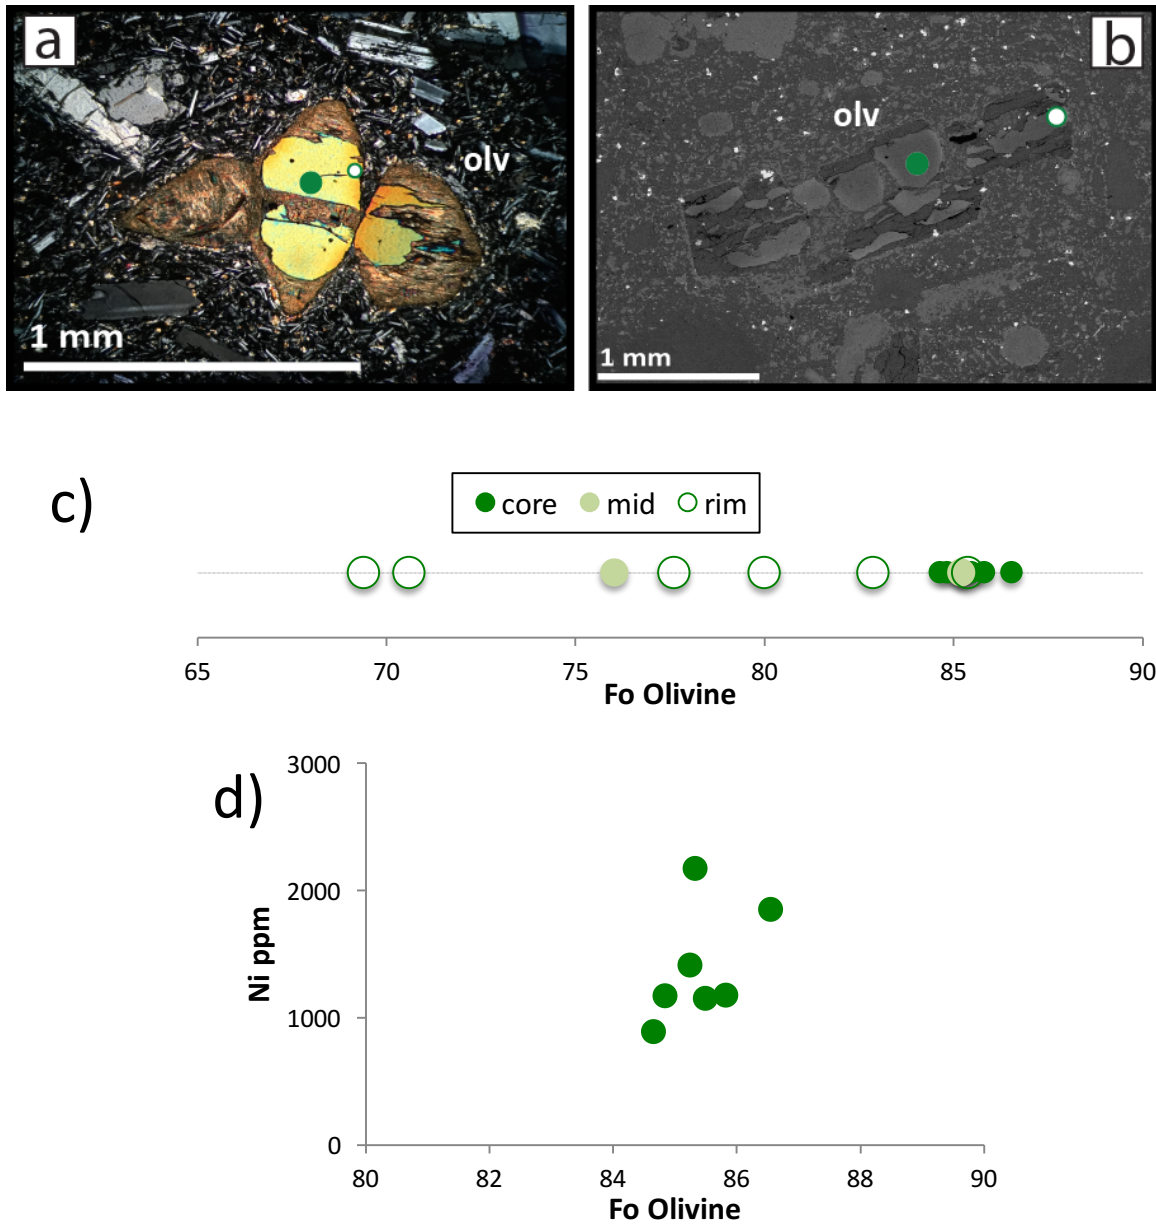 a
olv
1 mm
b
olv
1 mm
c)
core mid rim
65 70 75 80 85 90
Fo Olivine
d)
3000
2000
1000
0
Ni ppm
80 82 84 86 88 90
Fo Olivine